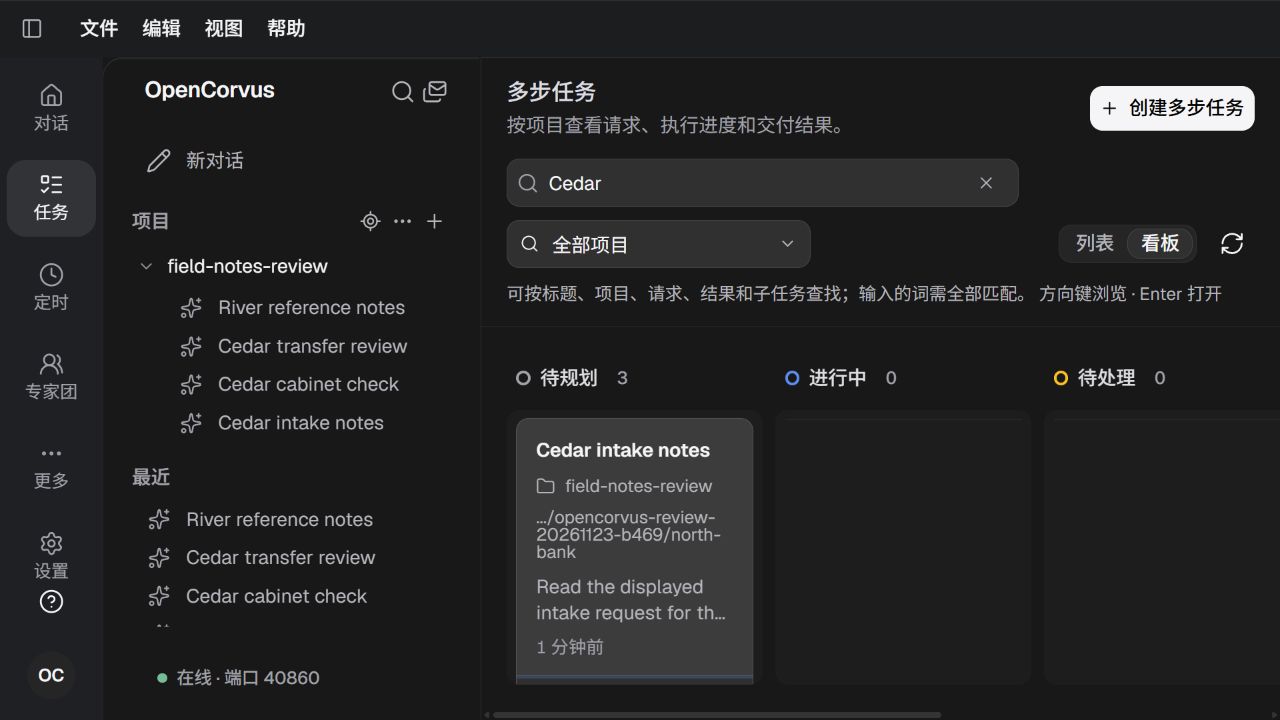 文件 编辑 视图 帮助
对话
任务
定时
专家团
更多
设置
OC
OpenCorvus
新对话
项目
field-notes-review
River reference notes
Cedar transfer review
Cedar cabinet check
Cedar intake notes
最近
River reference notes
Cedar transfer review
Cedar cabinet check
在线 · 端口 40860
多步任务
按项目查看请求、执行进度和交付结果。
+ 创建多步任务
Cedar
全部项目
列表 看板
可按标题、项目、请求、结果和子任务查找；输入的词需全部匹配。 方向键浏览 · Enter 打开
待规划 3
进行中 0
待处理 0
Cedar intake notes
field-notes-review
.../opencorvus-review-
20261123-b469/north-
bank
Read the displayed
intake request for th...
1 分钟前